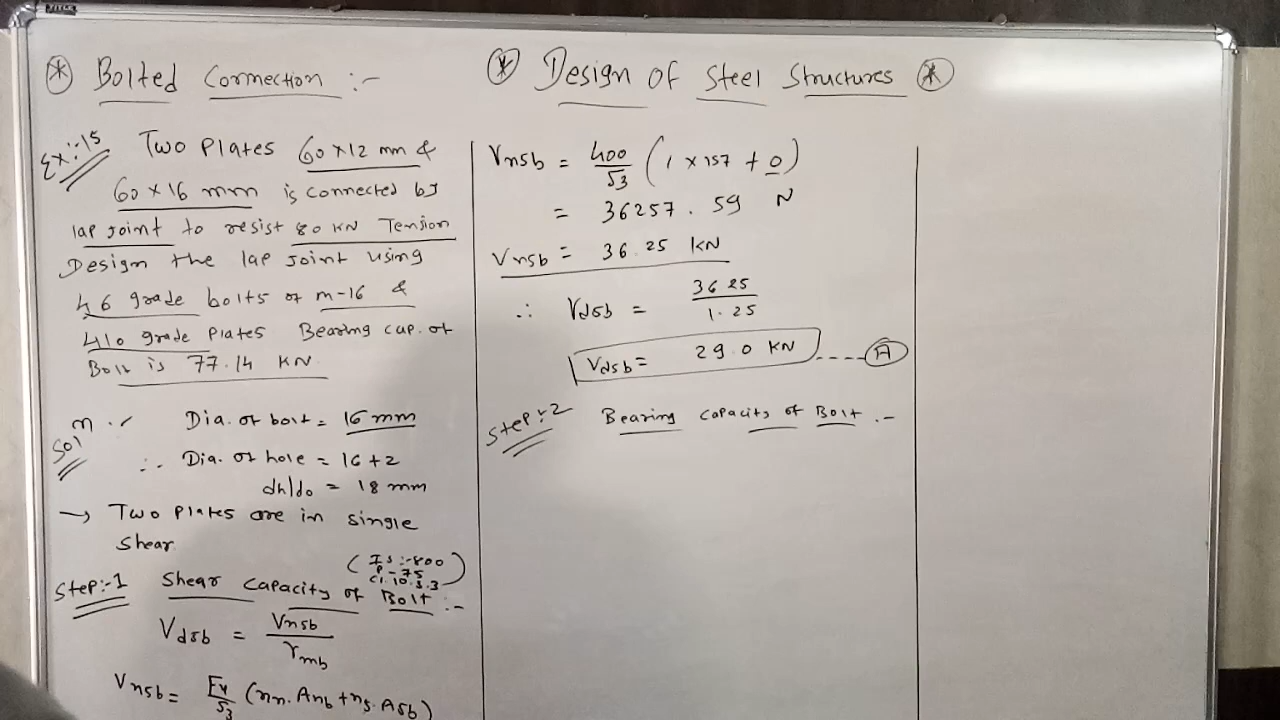 * Bolted Connection :-
* Design of Steel Structures *
Ex:-15 Two Plates 60 x 12 mm &
60 x 16 mm is connected by
lap joint to resist 80 KN Tension
Design the lap joint using
4.6 grade bolts of m-16 &
410 grade Plates Bearing cap. of
Bolt is 77.14 KN.
Dia. of bolt = 16 mm
Sol
∴ Dia. of hole = 16 + 2
dh/do = 18 mm
→ Two Plates are in single
shear.
(IS :- 800
P - 75
Cl. 10.3.3)
Step:-1 Shear Capacity of Bolt :-
Vdsb = Vnsb / γmb
Vnsb = Fu/√3 (nn. Anb + ns. Asb)
Vnsb = 400/√3 (1 x 157 + 0)
= 36257. 59 N
Vnsb = 36.25 KN
∴ Vdsb = 36 25 / 1.25
Vdsb = 29.0 KN ---- A
Step:-2 Bearing Capacity of Bolt :-